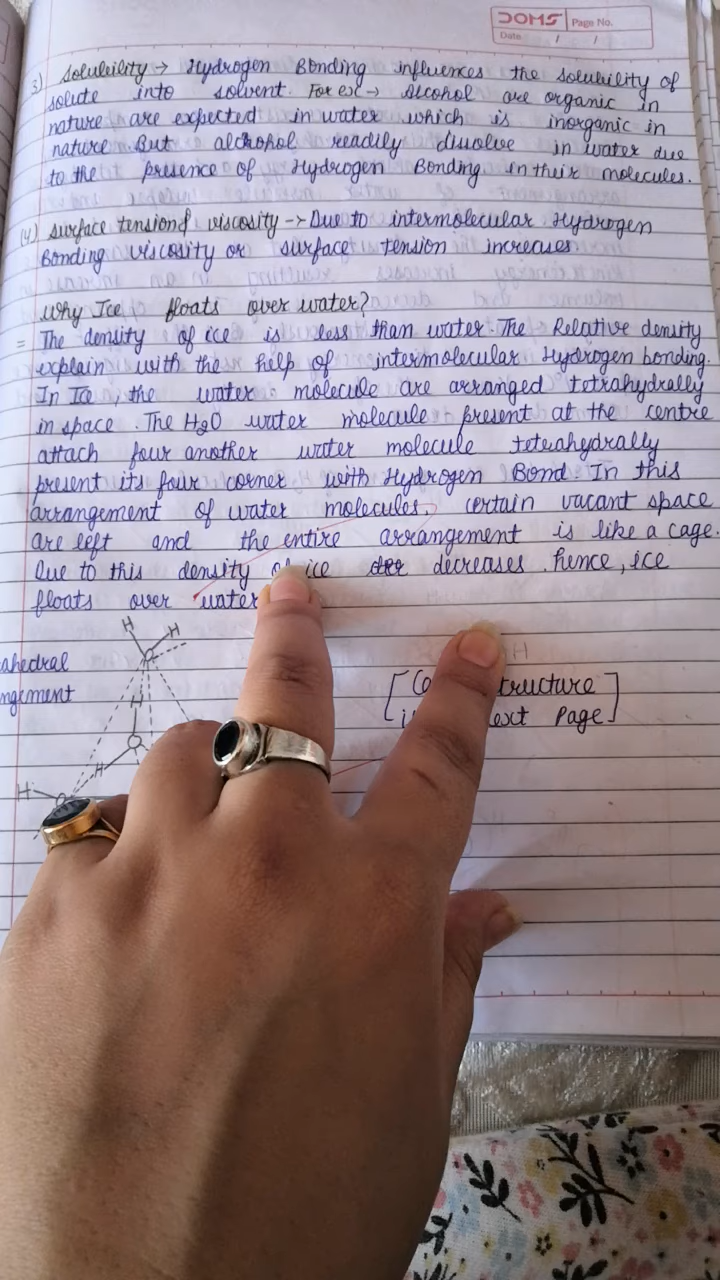 DOMS Page No.
Date / /
3) Solubility → Hydrogen Bonding influences the solubility of
solute into solvent. For ex → Alcohol are organic in
nature are expected in water which is inorganic in
nature But alchohol readily dissolve in water due
to the presence of Hydrogen Bonding in their molecules.
(4) Surface tension & viscosity → Due to intermolecular Hydrogen
Bonding viscosity or surface tension increases
Why Ice floats over water?
= The density of ice is less than water. The Relative density
explain with the help of intermolecular Hydrogen bonding.
In Ice, the water molecule are arranged tetrahydrally
in space. The H2O water molecule present at the centre
attach four another water molecule tetrahydrally
present its four corner with Hydrogen Bond. In this
arrangement of water molecules, certain vacant space
are left and the entire arrangement is like a cage.
Due to this density of ice decreases. hence, ice
floats over water
H H
O
ahedral
ngement
H
O
H
H
O
[ tructure
ext Page]